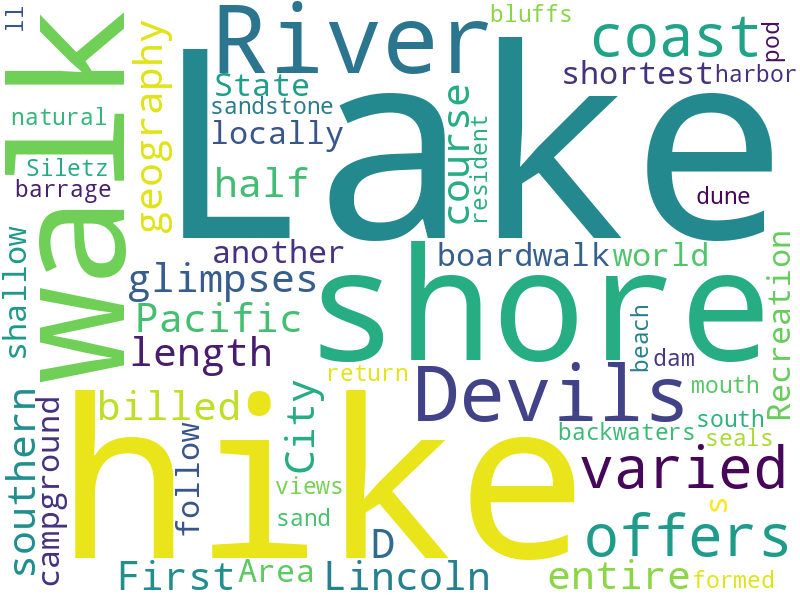 ll
walk
River
bluffs
coast
pod
shortest
harbor
State
sandstone
locally
Lake
geography
natural
Siletz
barrage
half
course
resident
dune
another
boardwalk
world
glimpses
shore
shallow
Pacific
length
Recreation
beach
dam
return
Devils
mouth
billed
southern
campground
follow
City
hike
south
backwaters
seals
varied
views
sand
s
D
offers
First
Area
Lincoln
entire
formed